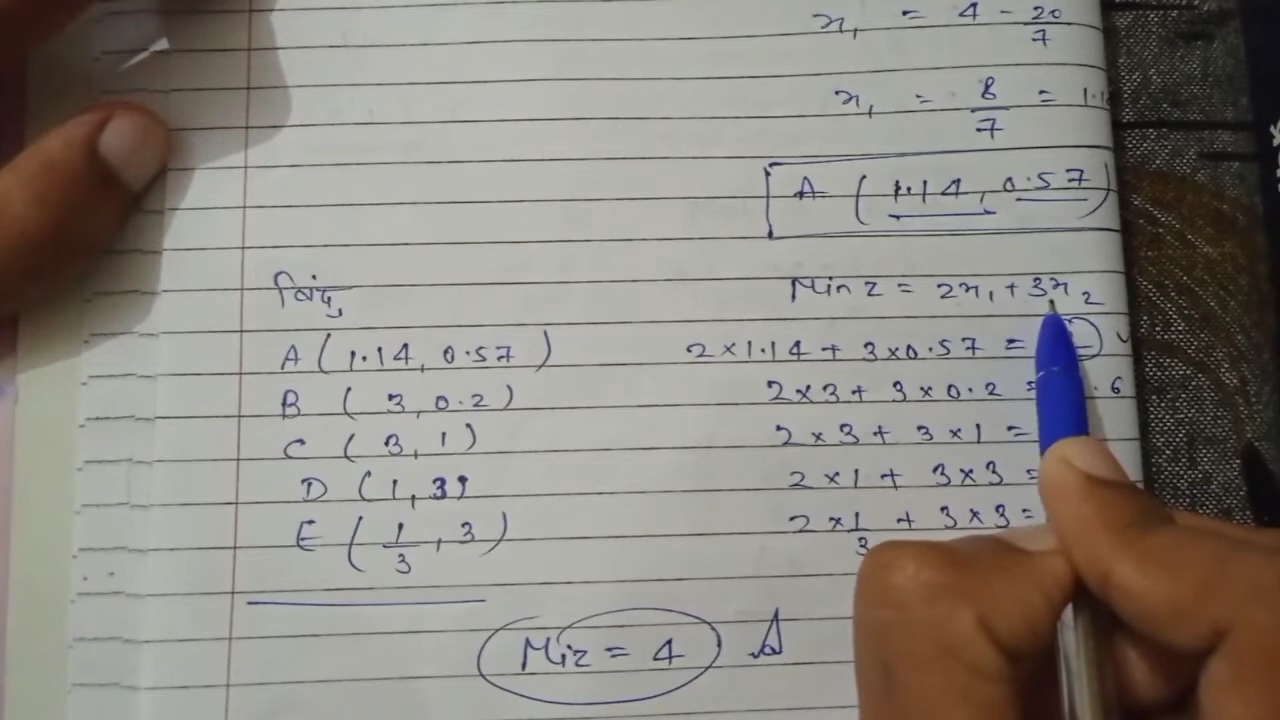 x₁ = 4 - 20/7
x₁ = 8/7 =
A (1.14, 0.57)
बिंदु Min z = 2x₁ + 3x₂
A (1.14, 0.57) 2×1.14 + 3×0.57 =
B (3, 0.2) 2×3 + 3×0.2 = .6
C (3, 1) 2×3 + 3×1 =
D (1, 3) 2×1 + 3×3 =
E (1/3, 3) 2×1/3 + 3×3 =
Miz = 4